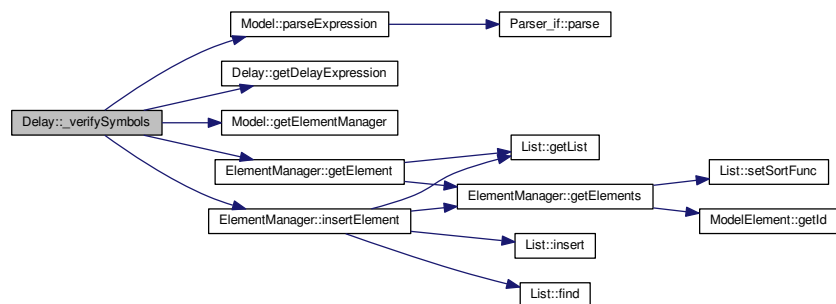 Model::parseExpression
Parser_if::parse
Delay::getDelayExpression
Delay::_verifySymbols
Model::getElementManager
List::getList
ElementManager::getElement
List::setSortFunc
ElementManager::getElements
ElementManager::insertElement
ModelElement::getId
List::insert
List::find